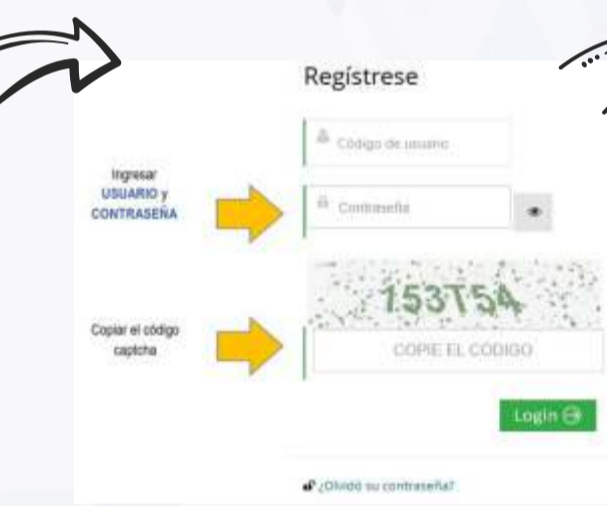 Regístrese
Código de usuario
Ingresar
USUARIO y
CONTRASEÑA
Contraseña
153T54
Copiar el código
captcha
COPIE EL CODIGO
Login
¿Olvidó su contraseña?